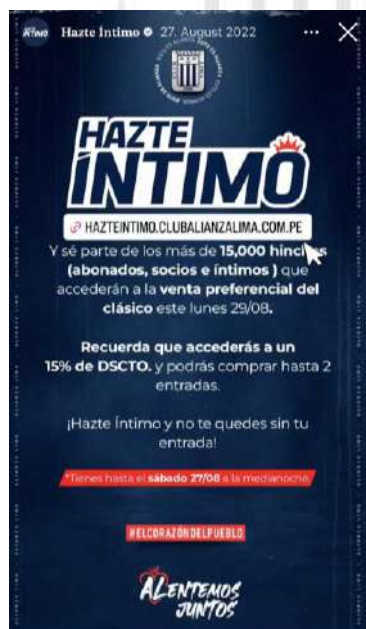 Hazte Íntimo 27. August 2022
HAZTE
ÍNTIMO
HAZTEINTIMO.CLUBALIANZALIMA.COM.PE
Y sé parte de los más de 15,000 hinchas
(abonados, socios e íntimos ) que
accederán a la venta preferencial del
clásico este lunes 29/08.
Recuerda que accederás a un
15% de DSCTO. y podrás comprar hasta 2
entradas.
¡Hazte Íntimo y no te quedes sin tu
entrada!
*Tienes hasta el sábado 27/08 a la medianoche.
#ELCORAZÓNDELPUEBLO
ALENTEMOS
JUNTOS